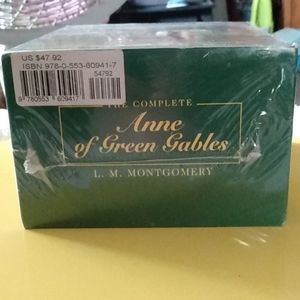 US $47.92
ISBN 978-0-553-60941-7
54792
9 780553 609417
THE COMPLETE
Anne
of Green Gables
L. M. MONTGOMERY